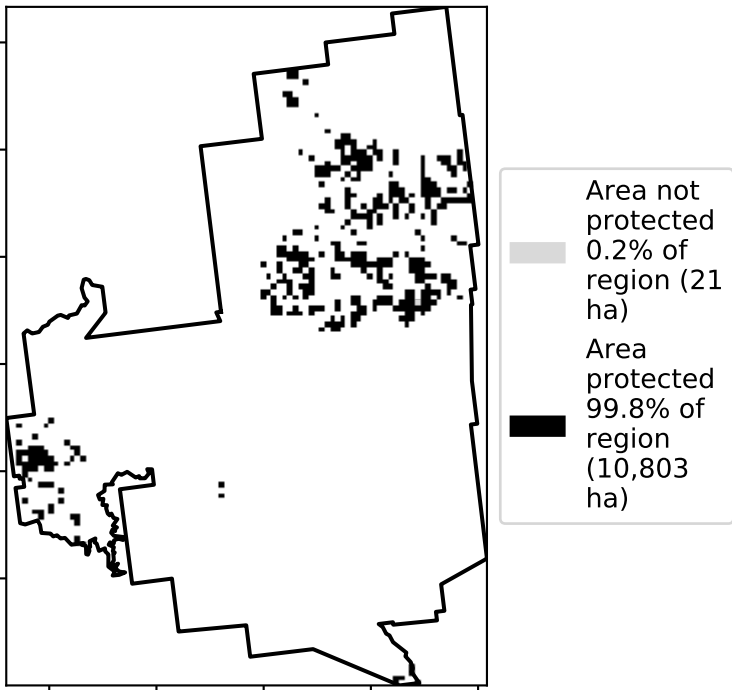 Area not
protected
0.2% of
region (21
ha)
Area
protected
99.8% of
region
(10,803
ha)